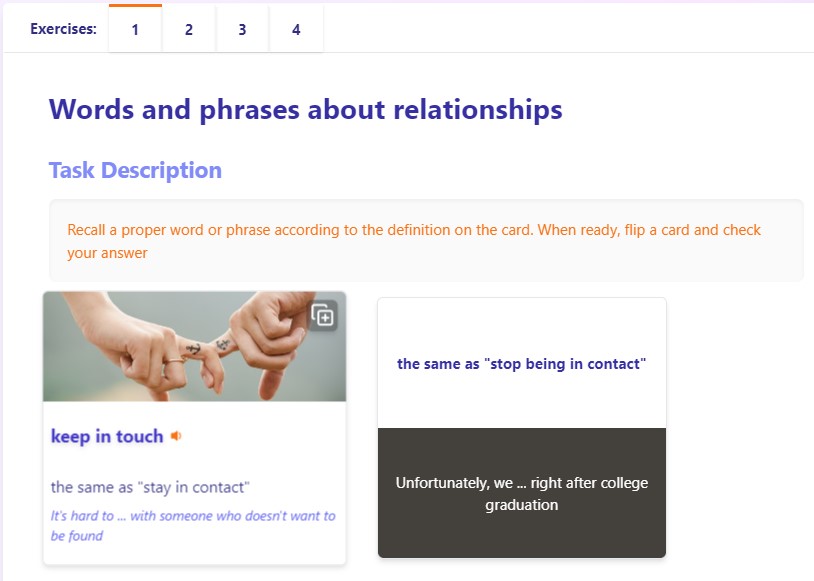 Exercises: 1 2 3 4
Words and phrases about relationships
Task Description
Recall a proper word or phrase according to the definition on the card. When ready, flip a card and check
your answer
keep in touch
the same as "stay in contact"
It's hard to ... with someone who doesn't want to
be found
the same as "stop being in contact"
Unfortunately, we ... right after college
graduation